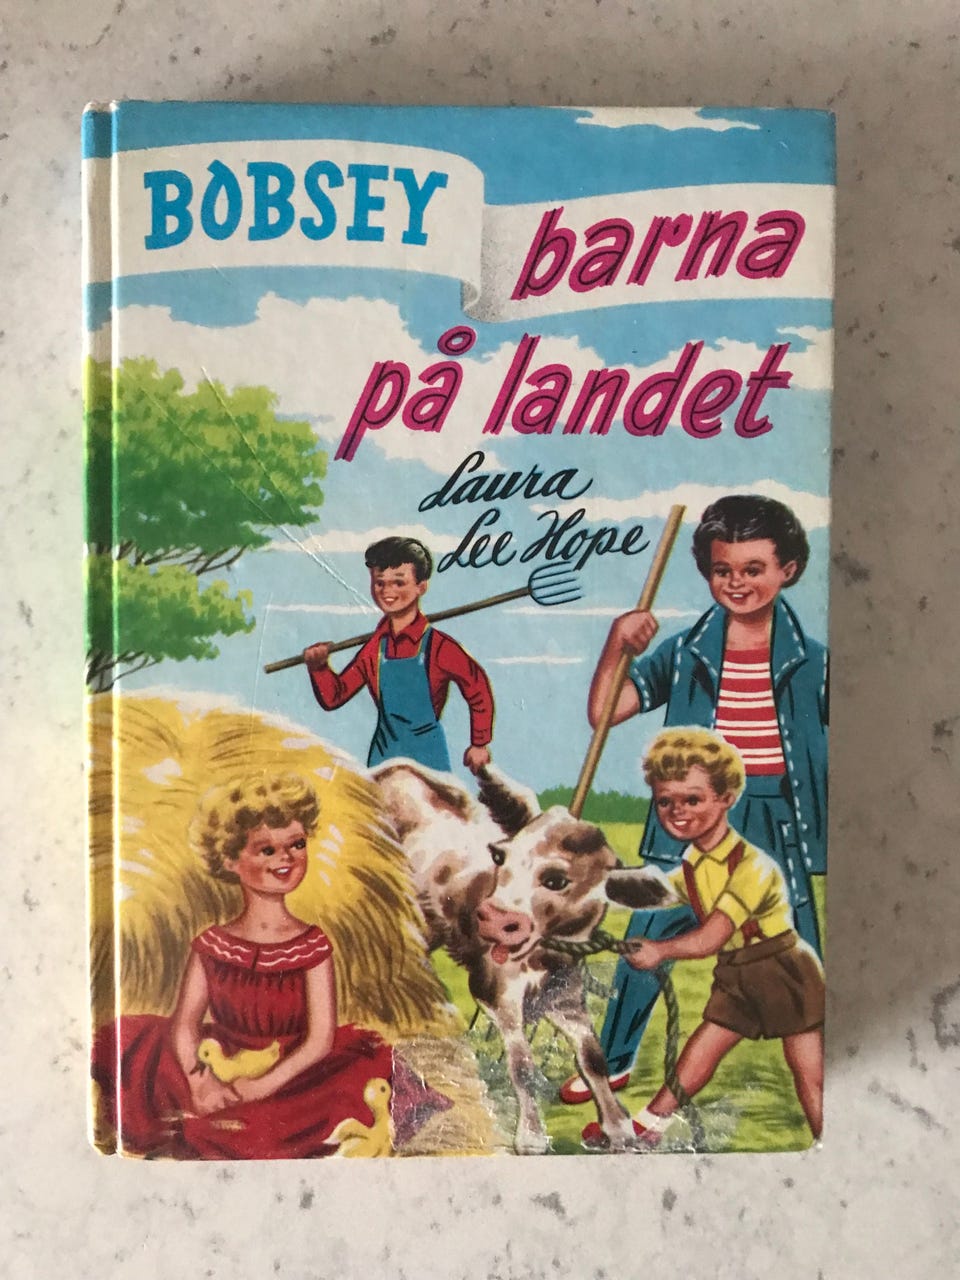 BOBSEY
barna
på landet
Laura
Lee Hope